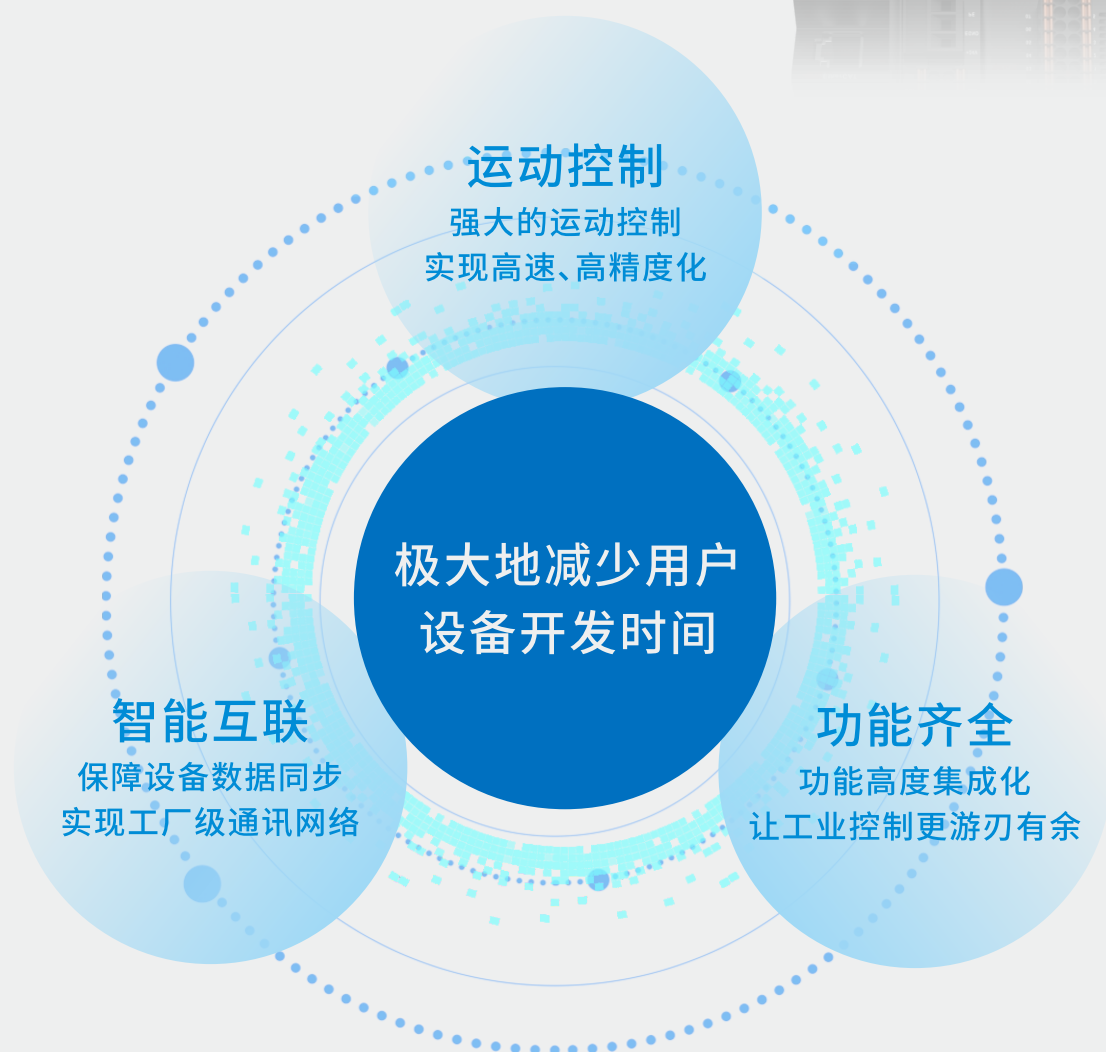 运动控制
强大的运动控制
实现高速、高精度化
极大地减少用户
设备开发时间
智能互联
保障设备数据同步
实现工厂级通讯网络
功能齐全
功能高度集成化
让工业控制更游刃有余